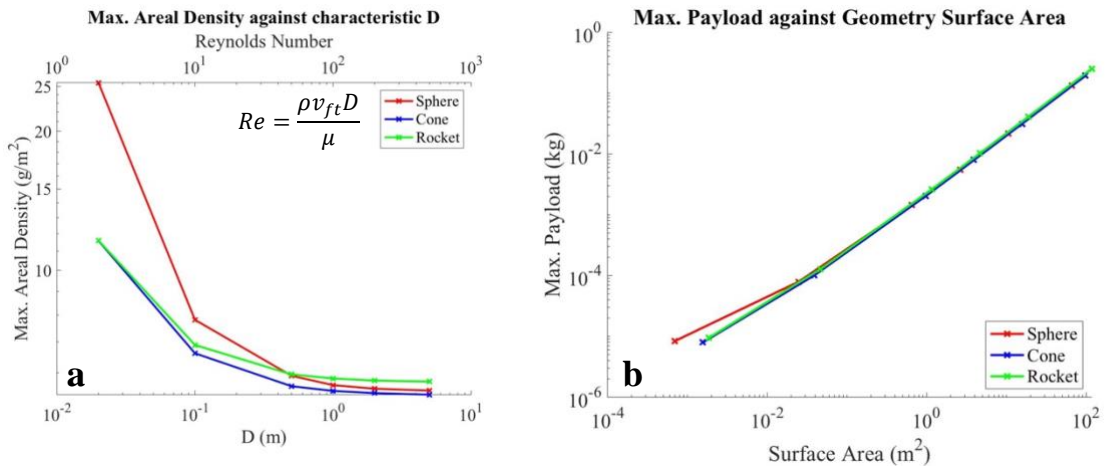 Max. Areal Density against characteristic D
Reynolds Number
10^0 10^1 10^2 10^3
25
20
15
10
Max. Areal Density (g/m^2)
Re = ρv_{ft}D / μ
Sphere
Cone
Rocket
a
10^-2 10^-1 10^0 10^1
D (m)
Max. Payload against Geometry Surface Area
10^0
10^-2
10^-4
10^-6
Max. Payload (kg)
Sphere
Cone
Rocket
b
10^-4 10^-2 10^0 10^2
Surface Area (m^2)